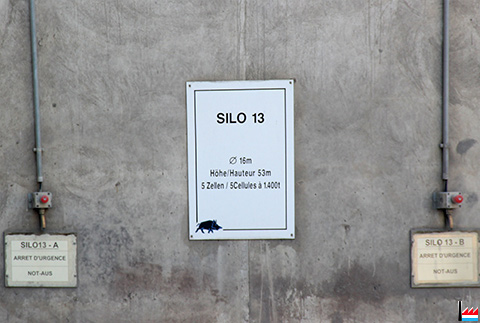 SILO 13
∅ 16m
Höhe/Hauteur 53m
5 Zellen / 5Cellules à 1.400t
SILO13 - A
ARRET D'URGENCE
NOT-AUS
SILO 13 - B
ARRET D'URGENCE
NOT-AUS